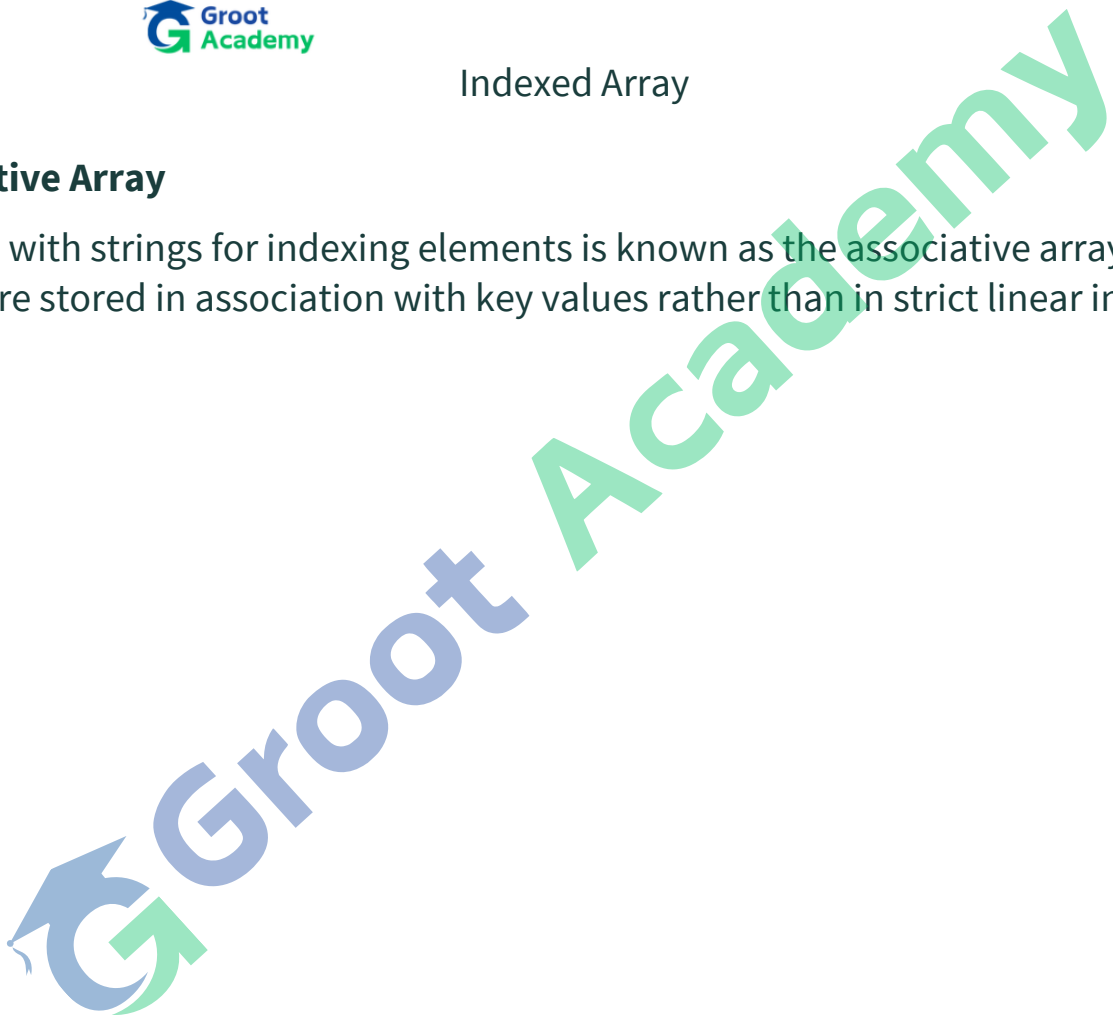 Groot
Academy
Indexed Array
tive Array
with strings for indexing elements is known as the associative array
re stored in association with key values rather than in strict linear in
Groot Academy